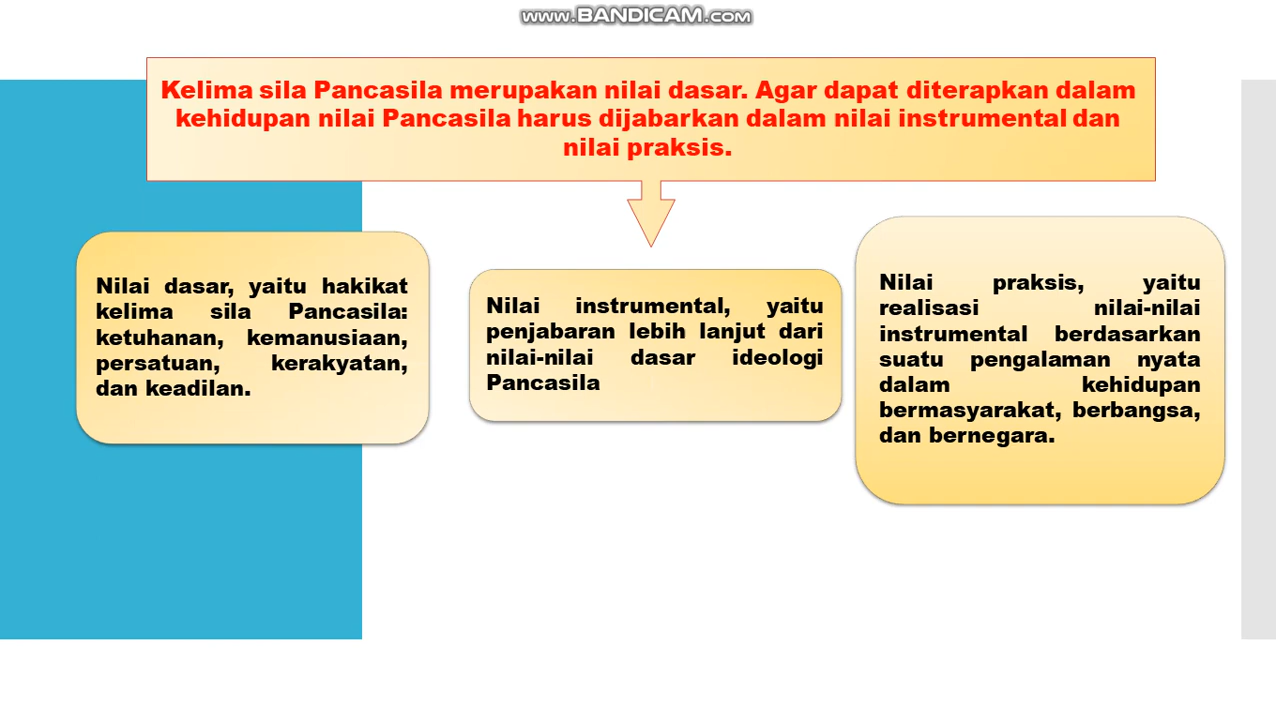 www.BANDICAM.com
Kelima sila Pancasila merupakan nilai dasar. Agar dapat diterapkan dalam
kehidupan nilai Pancasila harus dijabarkan dalam nilai instrumental dan
nilai praksis.
Nilai dasar, yaitu hakikat
kelima sila Pancasila:
ketuhanan, kemanusiaan,
persatuan, kerakyatan,
dan keadilan.
Nilai instrumental, yaitu
penjabaran lebih lanjut dari
nilai-nilai dasar ideologi
Pancasila
Nilai praksis, yaitu
realisasi nilai-nilai
instrumental berdasarkan
suatu pengalaman nyata
dalam kehidupan
bermasyarakat, berbangsa,
dan bernegara.